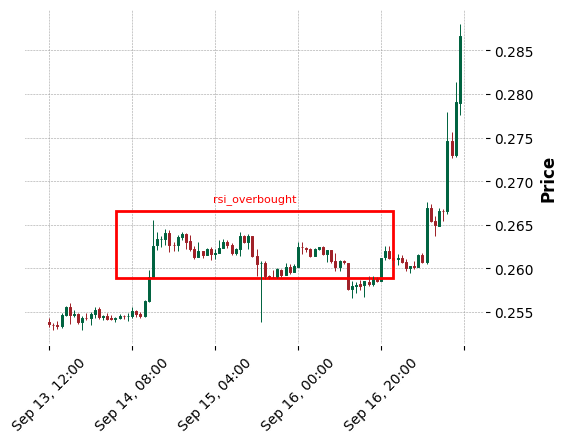 rsi_overbought
0.285
0.280
0.275
0.270
0.265
0.260
0.255
Price
Sep 13, 12:00
Sep 14, 08:00
Sep 15, 04:00
Sep 16, 00:00
Sep 16, 20:00